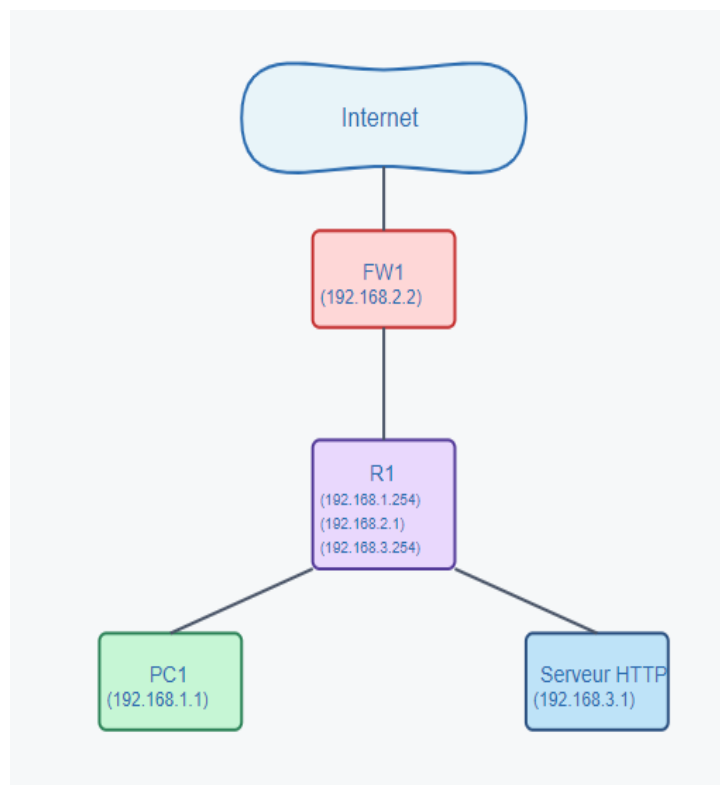 Internet
FW1
(192.168.2.2)
R1
(192.168.1.254)
(192.168.2.1)
(192.168.3.254)
PC1
(192.168.1.1)
Serveur HTTP
(192.168.3.1)